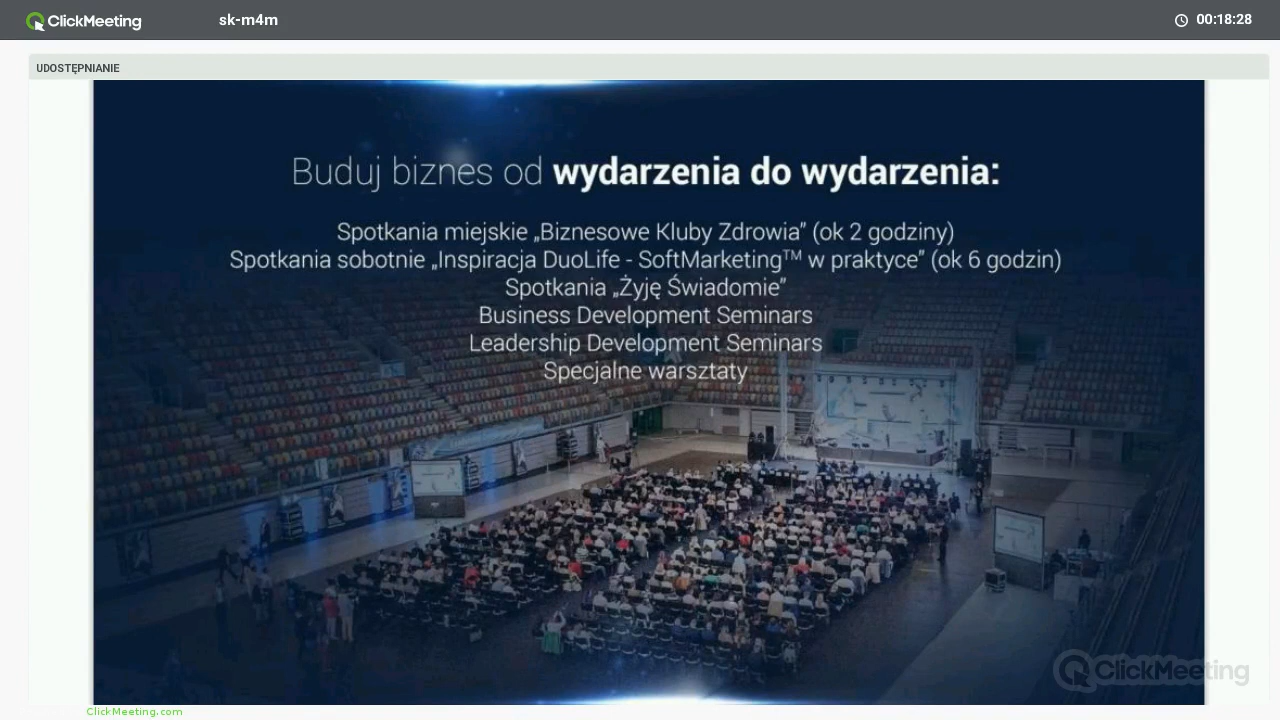 ClickMeeting sk-m4m 00:18:28
UDOSTĘPNIANIE
Buduj biznes od wydarzenia do wydarzenia:
Spotkania miejskie „Biznesowe Kluby Zdrowia” (ok 2 godziny)
Spotkania sobotnie „Inspiracja DuoLife - SoftMarketing™ w praktyce” (ok 6 godzin)
Spotkania „Żyję Świadomie”
Business Development Seminars
Leadership Development Seminars
Specjalne warsztaty
ClickMeeting
ClickMeeting.com